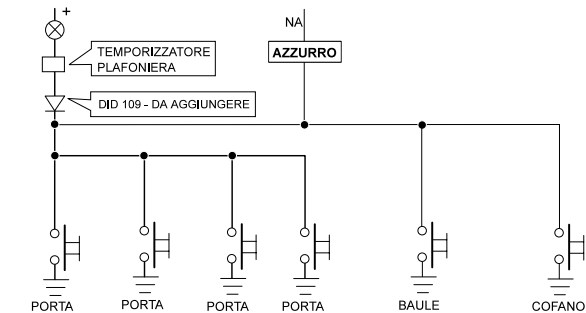 +
NA
TEMPORIZZATORE
PLAFONIERA
AZZURRO
DID 109 - DA AGGIUNGERE
PORTA
PORTA
PORTA
PORTA
BAULE
COFANO